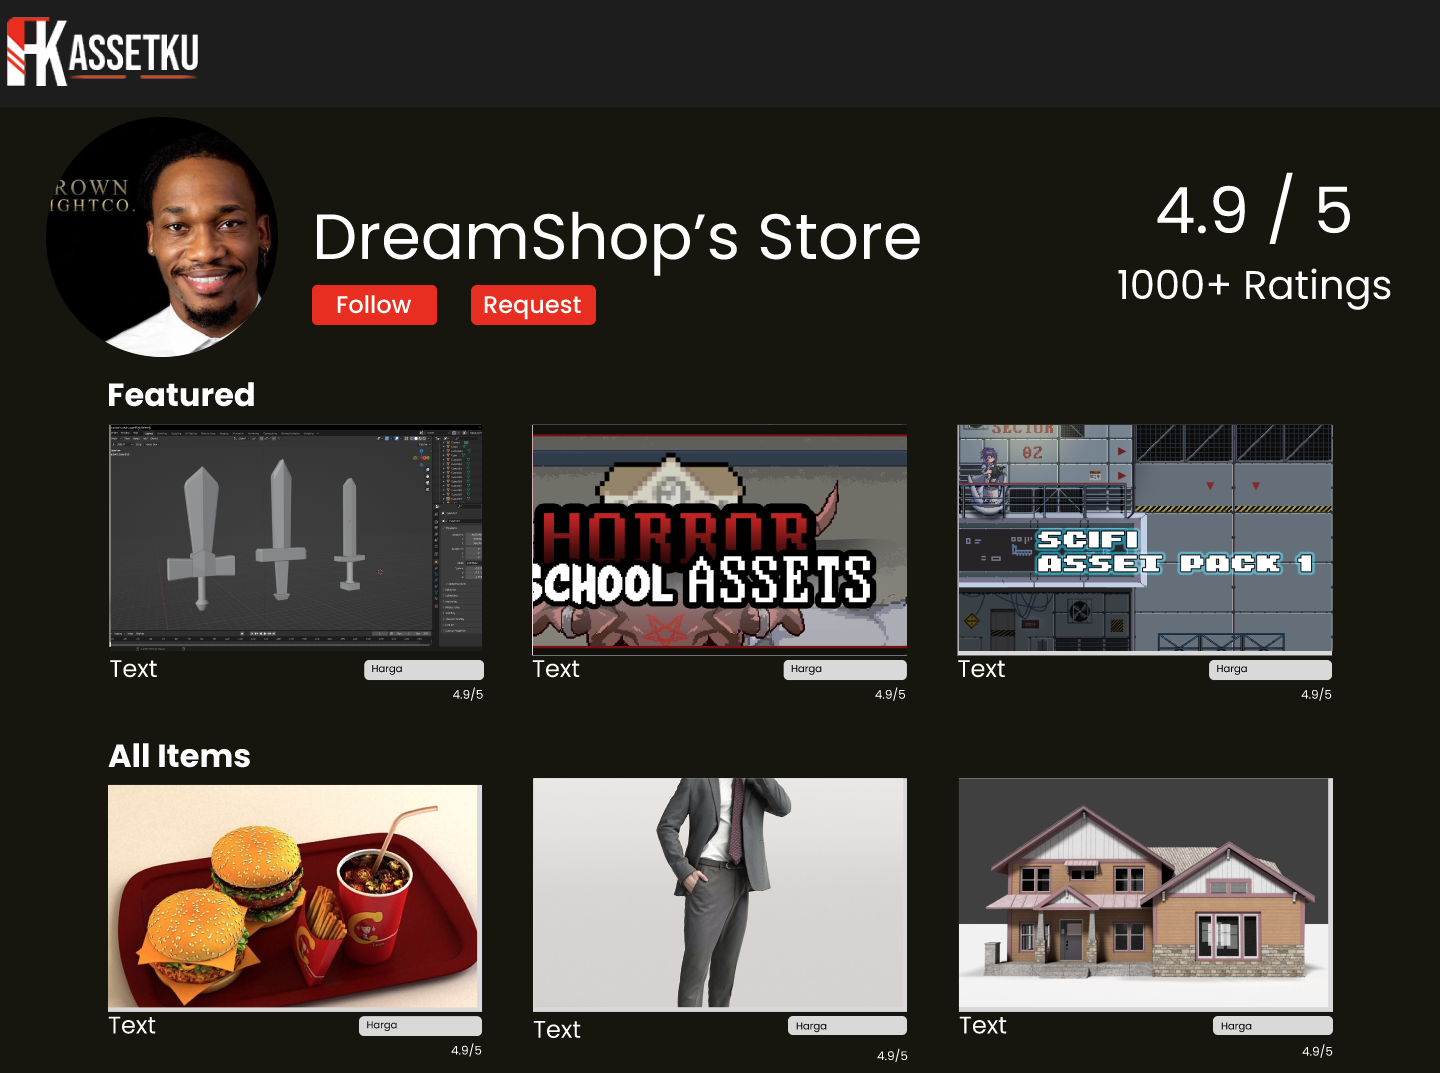 ASSETKU
ROWN
IGHTCO.
DreamShop's Store
4.9 / 5
1000+ Ratings
Follow
Request
Featured
SECTOR
02
HORROR
SCHOOL ASSETS
SCIFI
ASSET PACK 1
Text
Harga
4.9/5
Text
Harga
4.9/5
Text
Harga
4.9/5
All Items
Text
Harga
4.9/5
Text
Harga
4.9/5
Text
Harga
4.9/5